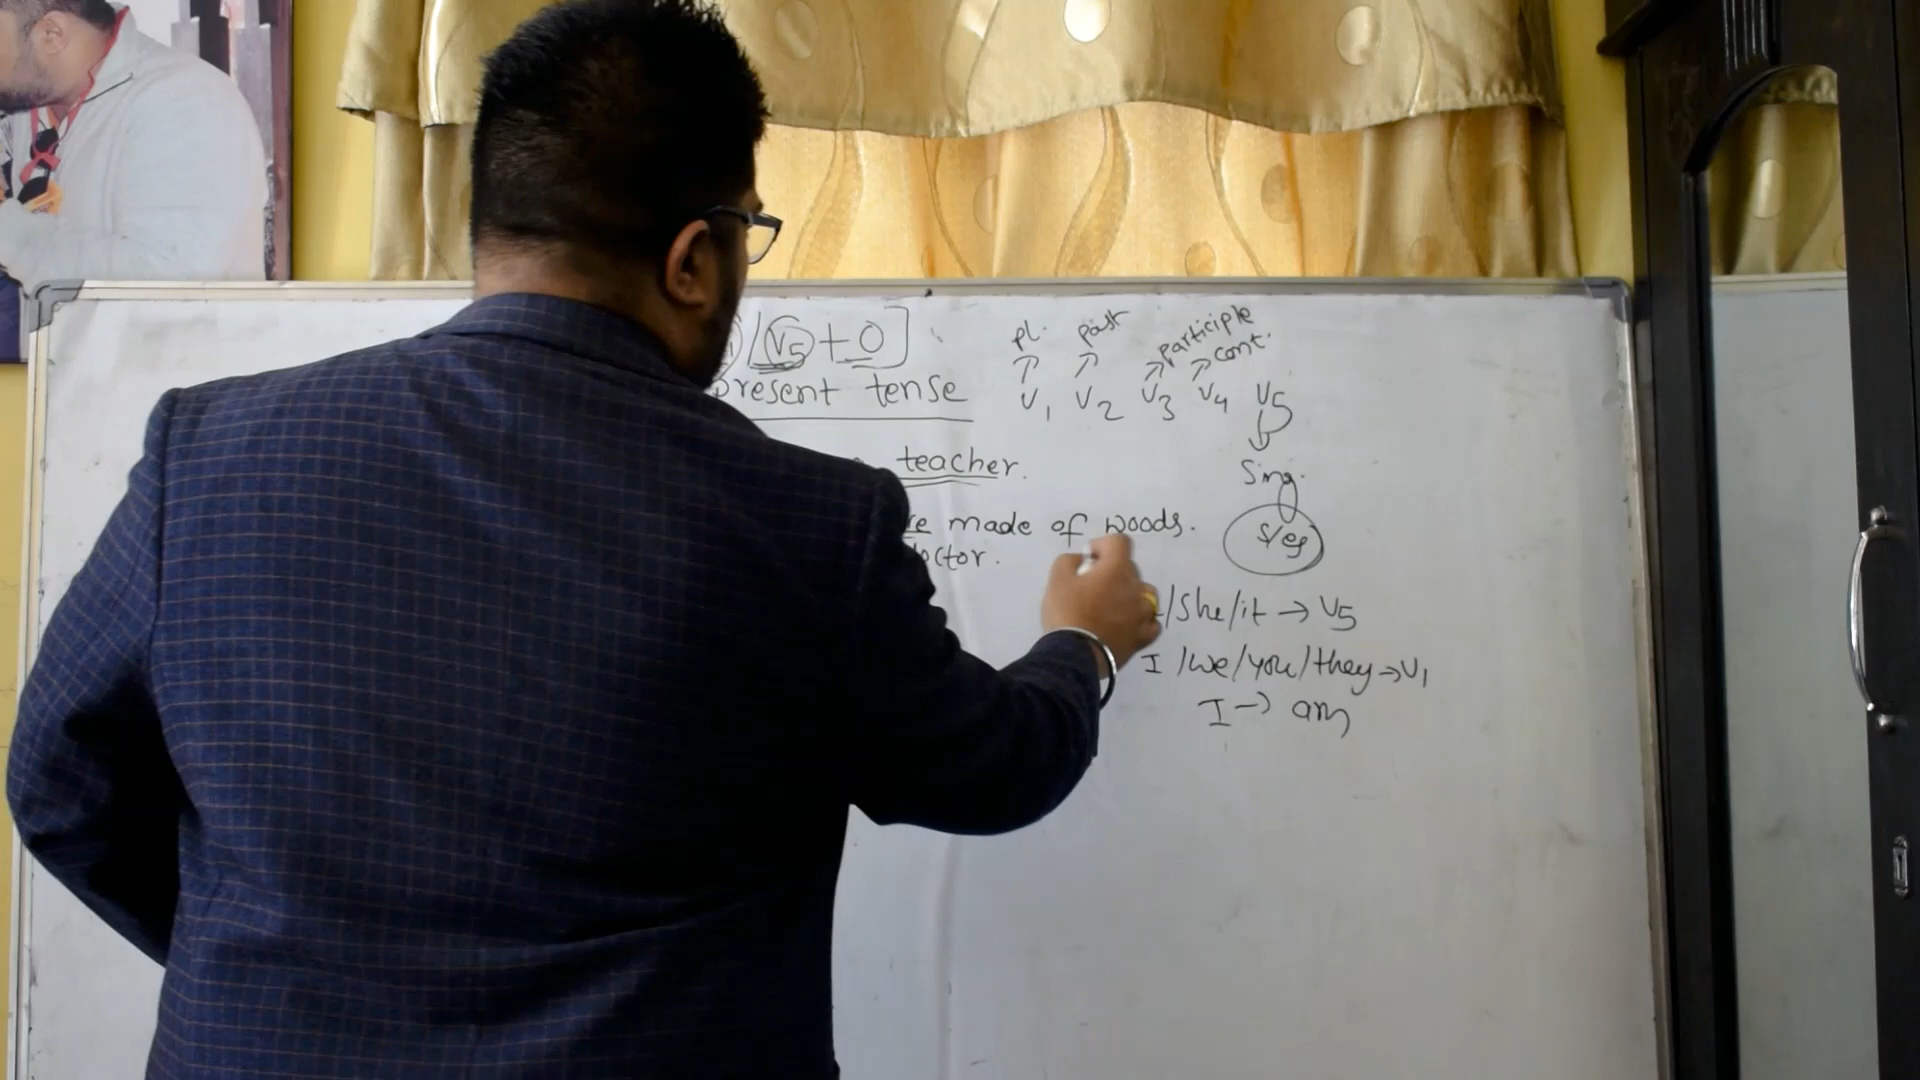 V5 + O]
present tense
teacher.
made of woods.
doctor.
pl. past participle cont.
V1 V2 V3 V4 V5
Sing.
s/es
/She/it → V5
I /we/you/they → V1
I → am